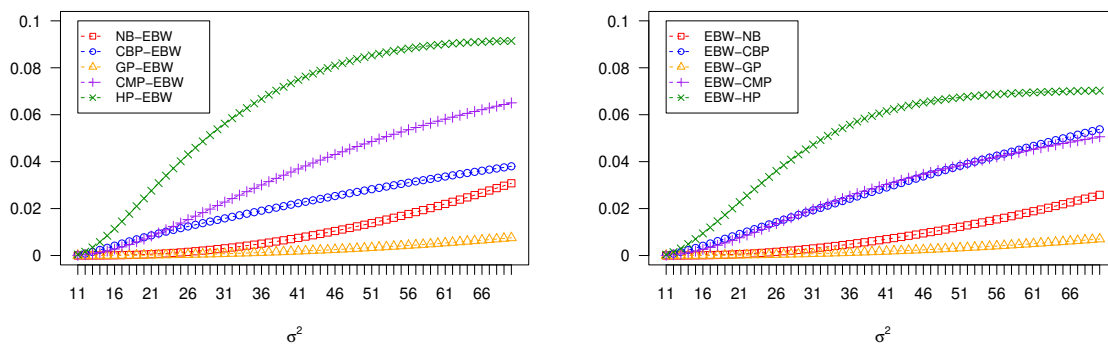 0.1
0.08
0.06
0.04
0.02
0
NB−EBW
CBP−EBW
GP−EBW
CMP−EBW
HP−EBW
11 16 21 26 31 36 41 46 51 56 61 66
σ²
0.1
0.08
0.06
0.04
0.02
0
EBW−NB
EBW−CBP
EBW−GP
EBW−CMP
EBW−HP
11 16 21 26 31 36 41 46 51 56 61 66
σ²